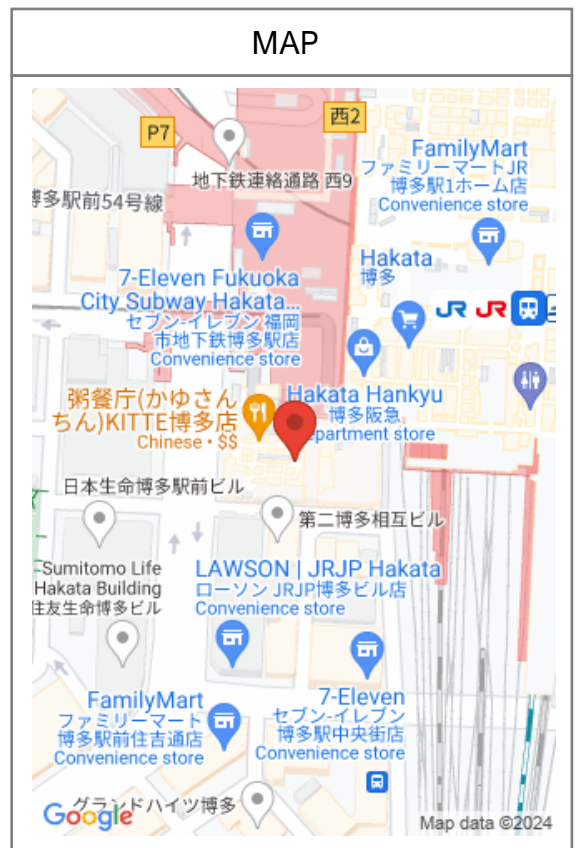 MAP
P7
西2
地下鉄連絡通路 西9
博多駅前54号線
FamilyMart
ファミリーマートJR
博多駅1ホーム店
Convenience store
Hakata
博多
JR JR
7-Eleven Fukuoka
City Subway Hakata...
セブン-イレブン 福岡
市地下鉄博多駅店
Convenience store
Hakata Hankyu
博多阪急
epartment store
粥餐庁(かゆさん
ちん)KITTE博多店
Chinese・$$
日本生命博多駅前ビル
第二博多相互ビル
Sumitomo Life
Hakata Building
住友生命博多ビル
LAWSON | JRJP Hakata
ローソン JRJP博多ビル店
Convenience store
FamilyMart
ファミリーマート
博多駅前住吉通店
Convenience store
7-Eleven
セブン-イレブン
博多駅中央街店
Convenience store
グランドハイツ博多
Google
Map data ©2024